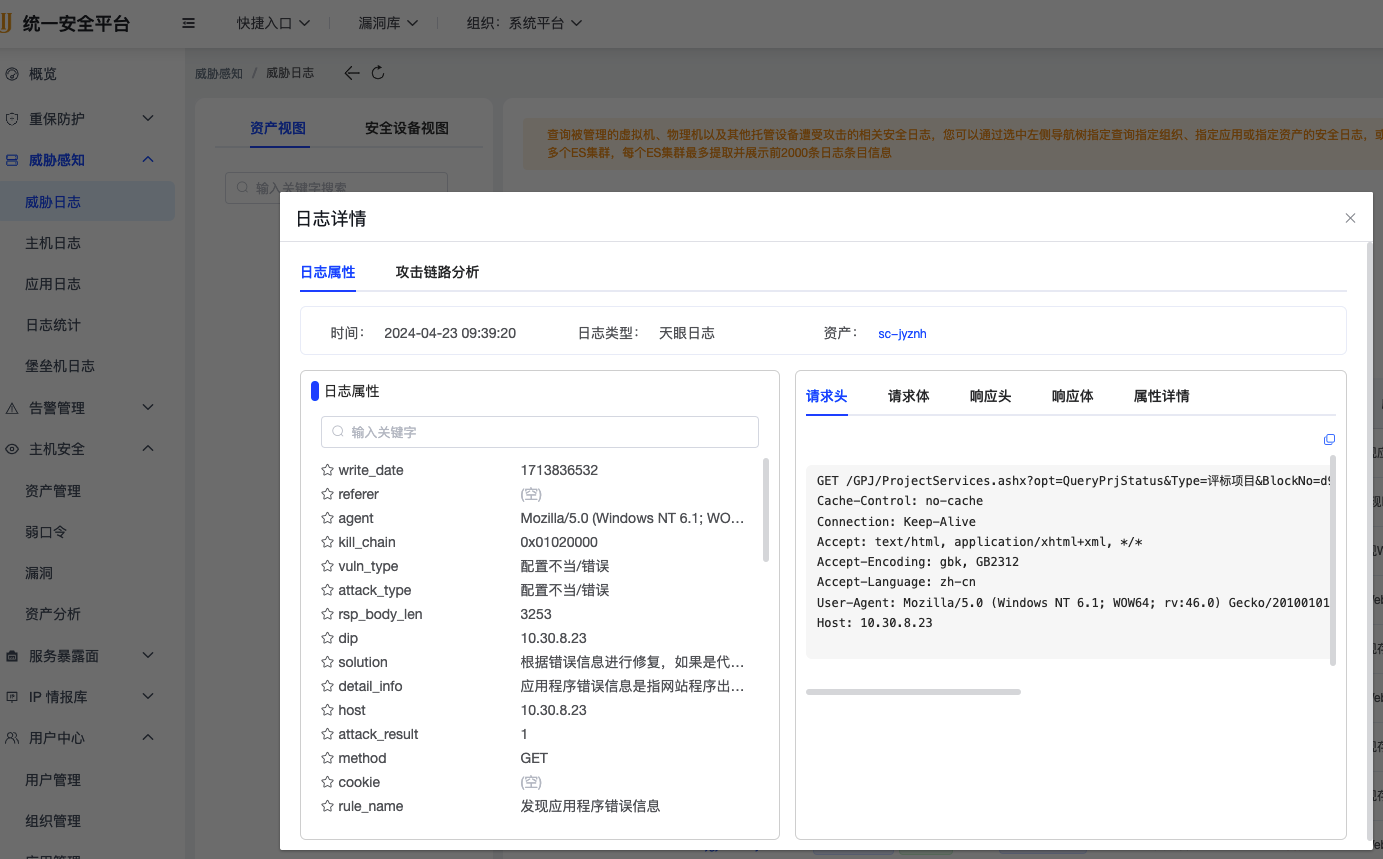 统一安全平台
快捷入口
漏洞库
组织：系统平台
概览
重保防护
威胁感知
威胁日志
主机日志
应用日志
日志统计
堡垒机日志
告警管理
主机安全
资产管理
弱口令
漏洞
资产分析
服务暴露面
IP 情报库
用户中心
用户管理
组织管理
威胁感知 / 威胁日志
资产视图
安全设备视图
输入关键字搜索
查询被管理的虚拟机、物理机以及其他托管设备遭受攻击的相关安全日志，您可以通过选中左侧导航树指定查询指定组织、指定应用或指定资产的安全日志，或
多个ES集群，每个ES集群最多提取并展示前2000条日志条目信息
日志详情
日志属性
攻击链路分析
时间： 2024-04-23 09:39:20
日志类型： 天眼日志
资产： sc-jyznh
日志属性
输入关键字
write_date 1713836532
referer (空)
agent Mozilla/5.0 (Windows NT 6.1; WO...
kill_chain 0x01020000
vuln_type 配置不当/错误
attack_type 配置不当/错误
rsp_body_len 3253
dip 10.30.8.23
solution 根据错误信息进行修复，如果是代...
detail_info 应用程序错误信息是指网站程序出...
host 10.30.8.23
attack_result 1
method GET
cookie (空)
rule_name 发现应用程序错误信息
请求头
请求体
响应头
响应体
属性详情
GET /GPJ/ProjectServices.ashx?opt=QueryPrjStatus&Type=评标项目&BlockNo=d9
Cache-Control: no-cache
Connection: Keep-Alive
Accept: text/html, application/xhtml+xml, */*
Accept-Encoding: gbk, GB2312
Accept-Language: zh-cn
User-Agent: Mozilla/5.0 (Windows NT 6.1; WOW64; rv:46.0) Gecko/20100101
Host: 10.30.8.23